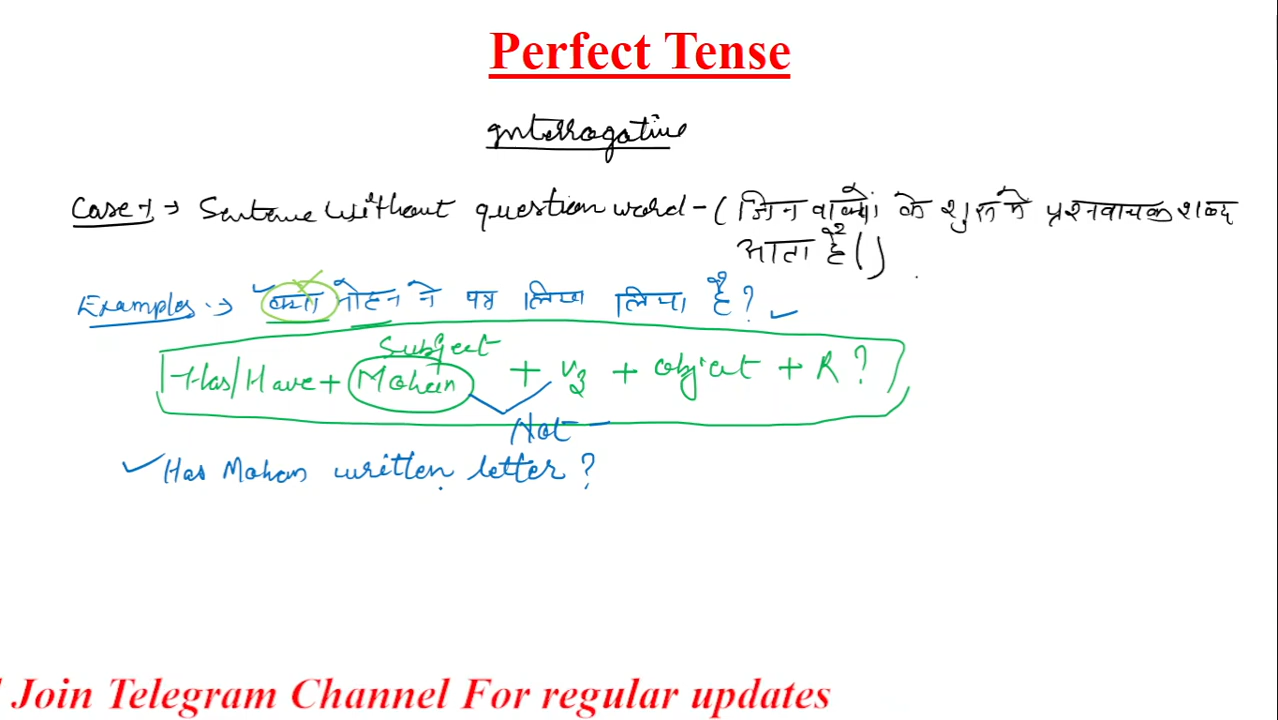 Perfect Tense
Interrogative
Case 1 → Sentence Without question word - ( जिन वाक्यों के शुरू में प्रश्नवाचक शब्द
आता है ()
Examples :→ क्या मोहन ने पत्र लिख लिया है ?
Subject
Has/Have + Mohan + V3 + object + R ?
Not
Has Mohan written letter ?
Join Telegram Channel For regular updates